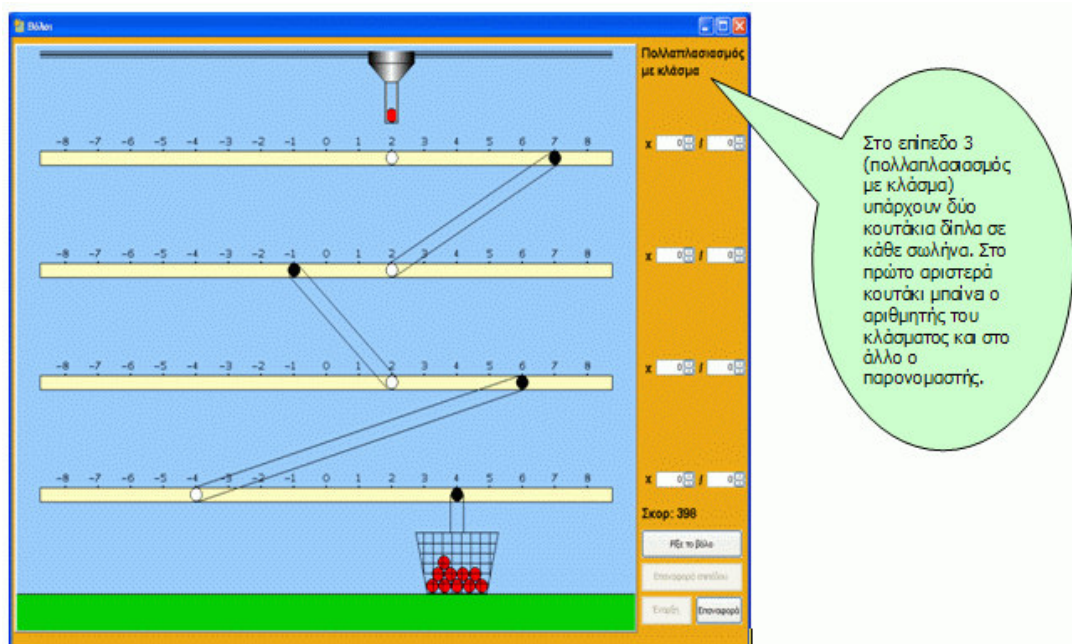 Βόλοι
Πολλαπλασιασμός
με κλάσμα
-8 -7 -6 -5 -4 -3 -2 -1 0 1 2 3 4 5 6 7 8
x 0 / 0
-8 -7 -6 -5 -4 -3 -2 -1 0 1 2 3 4 5 6 7 8
x 0 / 0
-8 -7 -6 -5 -4 -3 -2 -1 0 1 2 3 4 5 6 7 8
x 0 / 0
-8 -7 -6 -5 -4 -3 -2 -1 0 1 2 3 4 5 6 7 8
x 0 / 0
Σκορ: 398
Ρίξε το βόλο
Επαναφορά επιπέδου
Έναρξη Επαναφορά
Στο επίπεδο 3
(πολλαπλασιασμός
με κλάσμα)
υπάρχουν δύο
κουτάκια δίπλα σε
κάθε σωλήνα. Στο
πρώτο αριστερά
κουτάκι μπαίνει ο
αριθμητής του
κλάσματος και στο
άλλο ο
παρονομαστής.